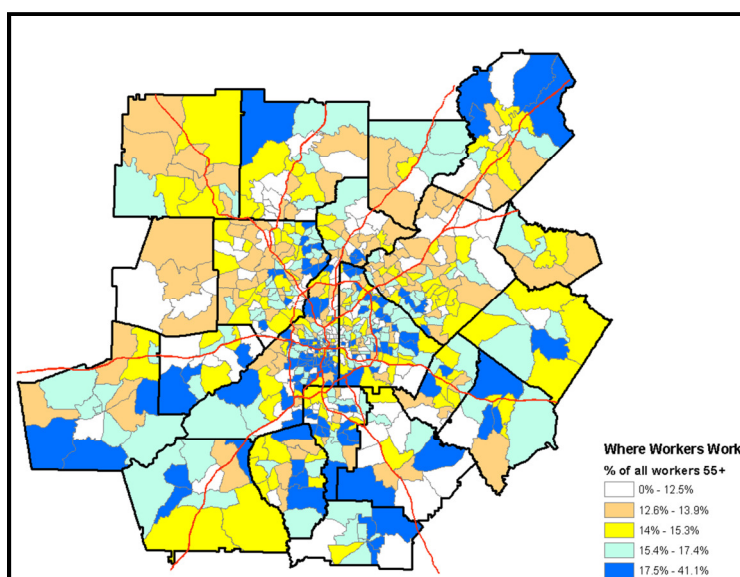 Where Workers Work
% of all workers 55+
0% - 12.5%
12.6% - 13.9%
14% - 15.3%
15.4% - 17.4%
17.5% - 41.1%